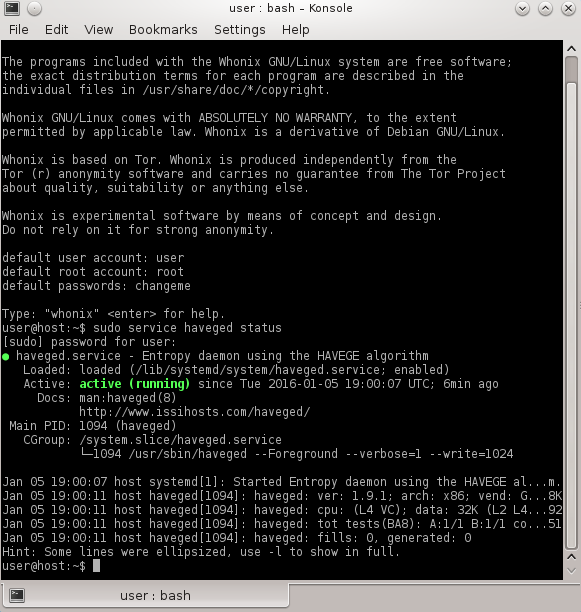 user : bash – Konsole
File Edit View Bookmarks Settings Help
The programs included with the Whonix GNU/Linux system are free software;
the exact distribution terms for each program are described in the
individual files in /usr/share/doc/*/copyright.
Whonix GNU/Linux comes with ABSOLUTELY NO WARRANTY, to the extent
permitted by applicable law. Whonix is a derivative of Debian GNU/Linux.
Whonix is based on Tor. Whonix is produced independently from the
Tor (r) anonymity software and carries no guarantee from The Tor Project
about quality, suitability or anything else.
Whonix is experimental software by means of concept and design.
Do not rely on it for strong anonymity.
default user account: user
default root account: root
default passwords: changeme
Type: "whonix" <enter> for help.
user@host:~$ sudo service haveged status
[sudo] password for user:
● haveged.service - Entropy daemon using the HAVEGE algorithm
Loaded: loaded (/lib/systemd/system/haveged.service; enabled)
Active: active (running) since Tue 2016-01-05 19:00:07 UTC; 6min ago
Docs: man:haveged(8)
http://www.issihosts.com/haveged/
Main PID: 1094 (haveged)
CGroup: /system.slice/haveged.service
└─1094 /usr/sbin/haveged --Foreground --verbose=1 --write=1024
Jan 05 19:00:07 host systemd[1]: Started Entropy daemon using the HAVEGE al...m.
Jan 05 19:00:11 host haveged[1094]: haveged: ver: 1.9.1; arch: x86; vend: G...8K
Jan 05 19:00:11 host haveged[1094]: haveged: cpu: (L4 VC); data: 32K (L2 L4...92
Jan 05 19:00:11 host haveged[1094]: haveged: tot tests(BA8): A:1/1 B:1/1 co...51
Jan 05 19:00:11 host haveged[1094]: haveged: fills: 0, generated: 0
Hint: Some lines were ellipsized, use -l to show in full.
user@host:~$
user : bash